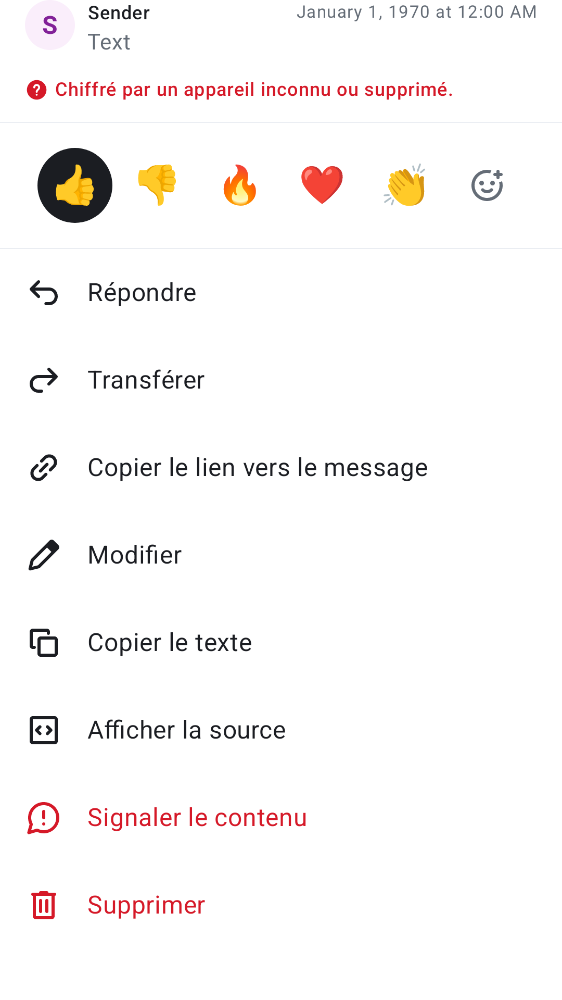 S
Sender
January 1, 1970 at 12:00 AM
Text
Chiffré par un appareil inconnu ou supprimé.
Répondre
Transférer
Copier le lien vers le message
Modifier
Copier le texte
Afficher la source
Signaler le contenu
Supprimer